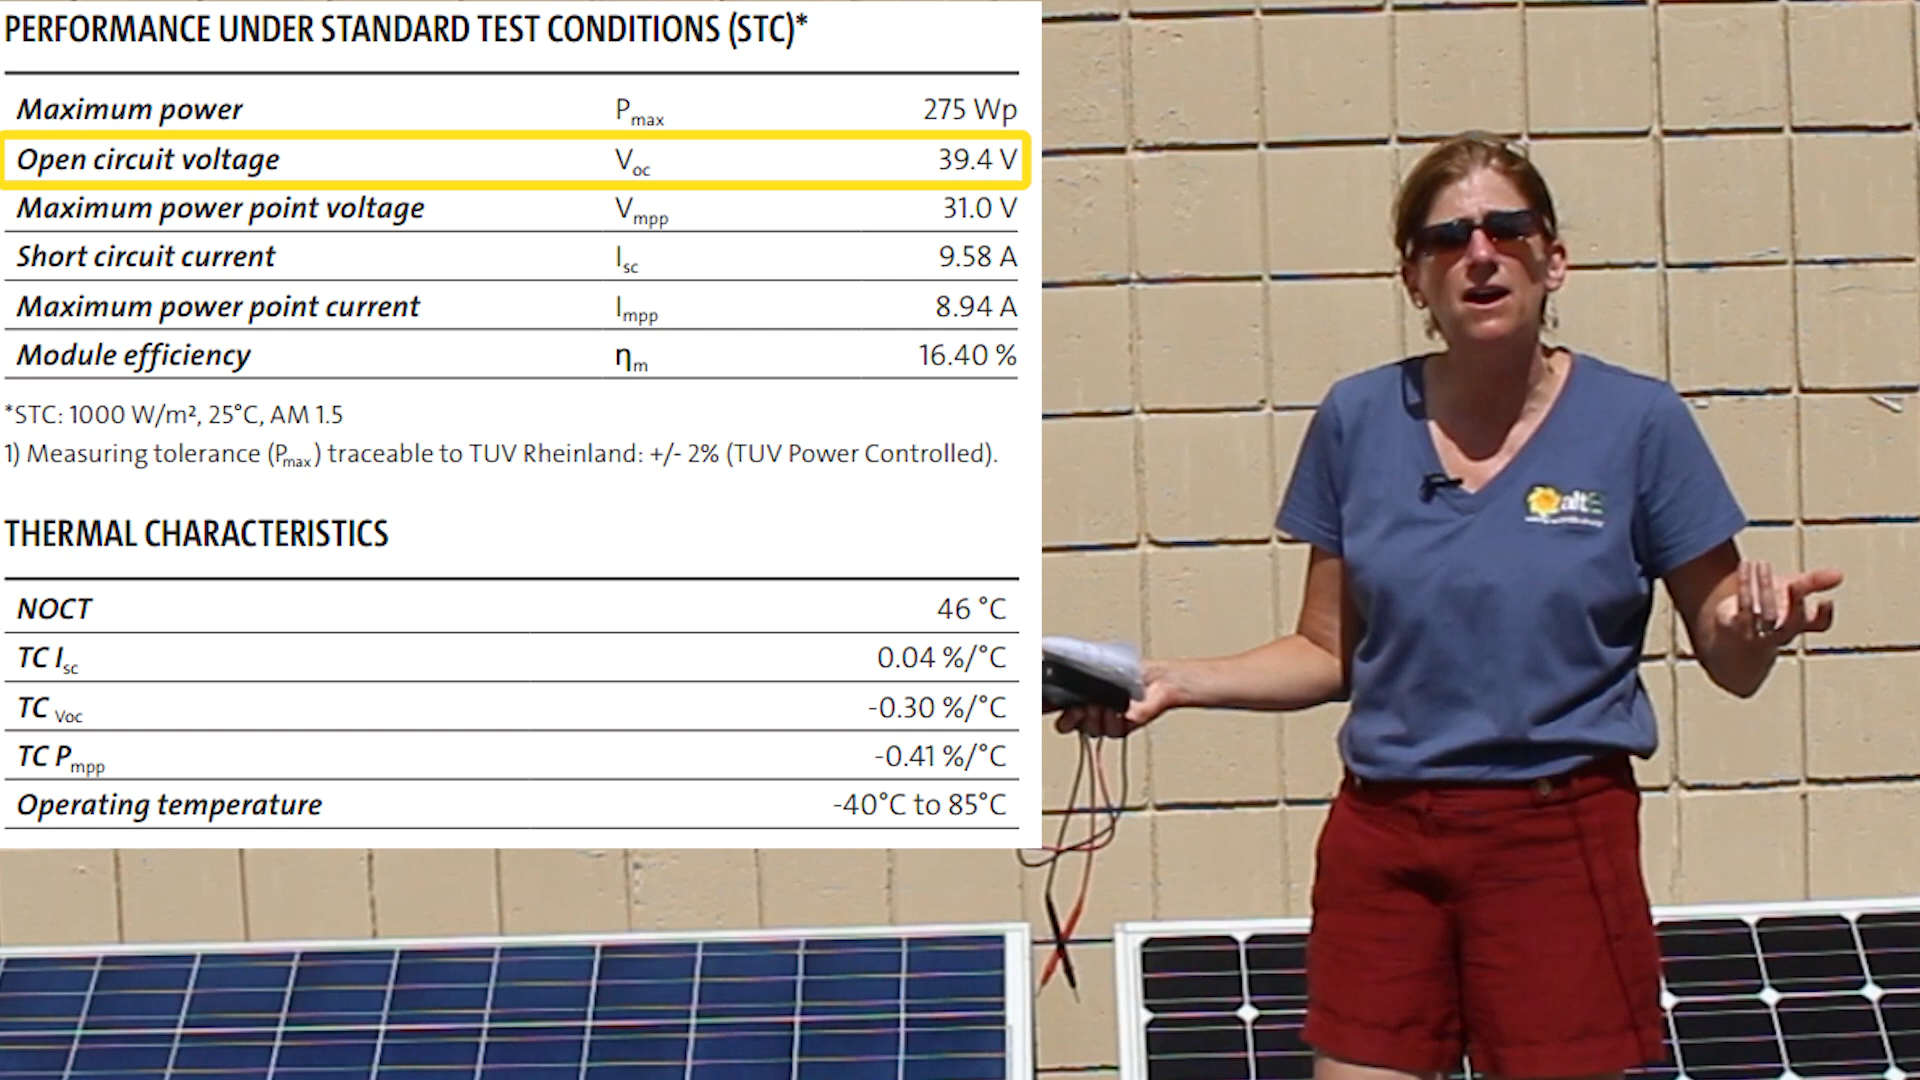 PERFORMANCE UNDER STANDARD TEST CONDITIONS (STC)*
Maximum power Pmax 275 Wp
Open circuit voltage Voc 39.4 V
Maximum power point voltage Vmpp 31.0 V
Short circuit current Isc 9.58 A
Maximum power point current Impp 8.94 A
Module efficiency ηm 16.40 %
*STC: 1000 W/m², 25°C, AM 1.5
1) Measuring tolerance (Pmax) traceable to TUV Rheinland: +/- 2% (TUV Power Controlled).
THERMAL CHARACTERISTICS
NOCT 46 °C
TC Isc 0.04 %/°C
TC Voc -0.30 %/°C
TC Pmpp -0.41 %/°C
Operating temperature -40°C to 85°C
altE